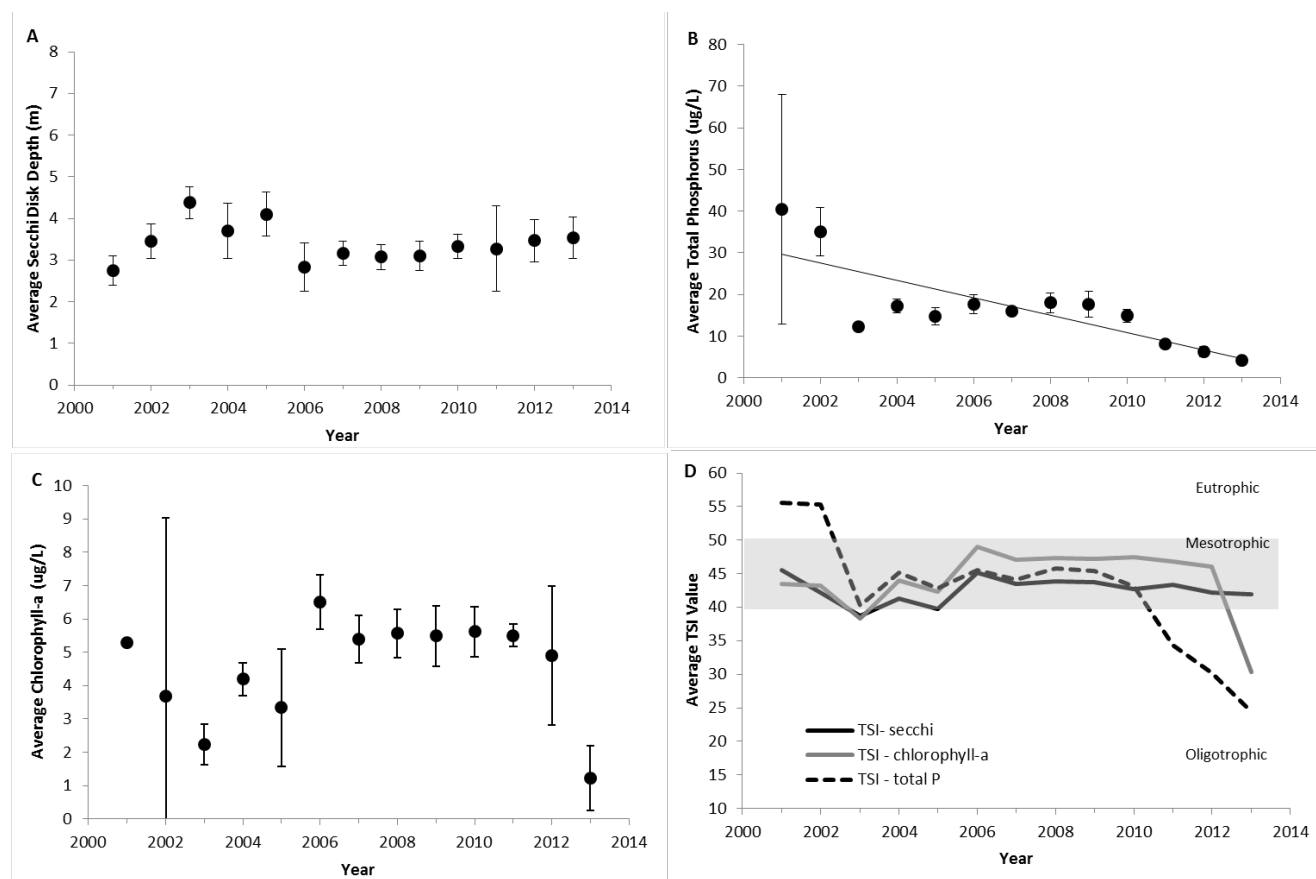 A
Average Secchi Disk Depth (m)
8
7
6
5
4
3
2
1
0
2000 2002 2004 2006 2008 2010 2012 2014
Year
B
Average Total Phosphorus (ug/L)
80
70
60
50
40
30
20
10
0
2000 2002 2004 2006 2008 2010 2012 2014
Year
C
Average Chlorophyll-a (ug/L)
10
9
8
7
6
5
4
3
2
1
0
2000 2002 2004 2006 2008 2010 2012 2014
Year
D
Average TSI Value
60
55
50
45
40
35
30
25
20
15
10
Eutrophic
Mesotrophic
Oligotrophic
TSI- secchi
TSI - chlorophyll-a
TSI - total P
2000 2002 2004 2006 2008 2010 2012 2014
Year